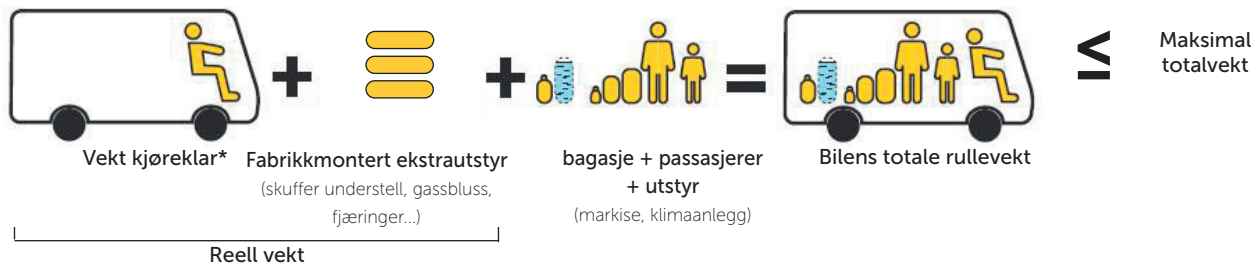 +
+
=
≤
Maksimal
totalvekt
Vekt kjøreklar*
Fabrikkmontert ekstrautstyr
(skuffer understell, gassbluss,
fjæringer...)
bagasje + passasjerer
+ utstyr
(markise, klimaanlegg)
Bilens totale rullevekt
Reell vekt